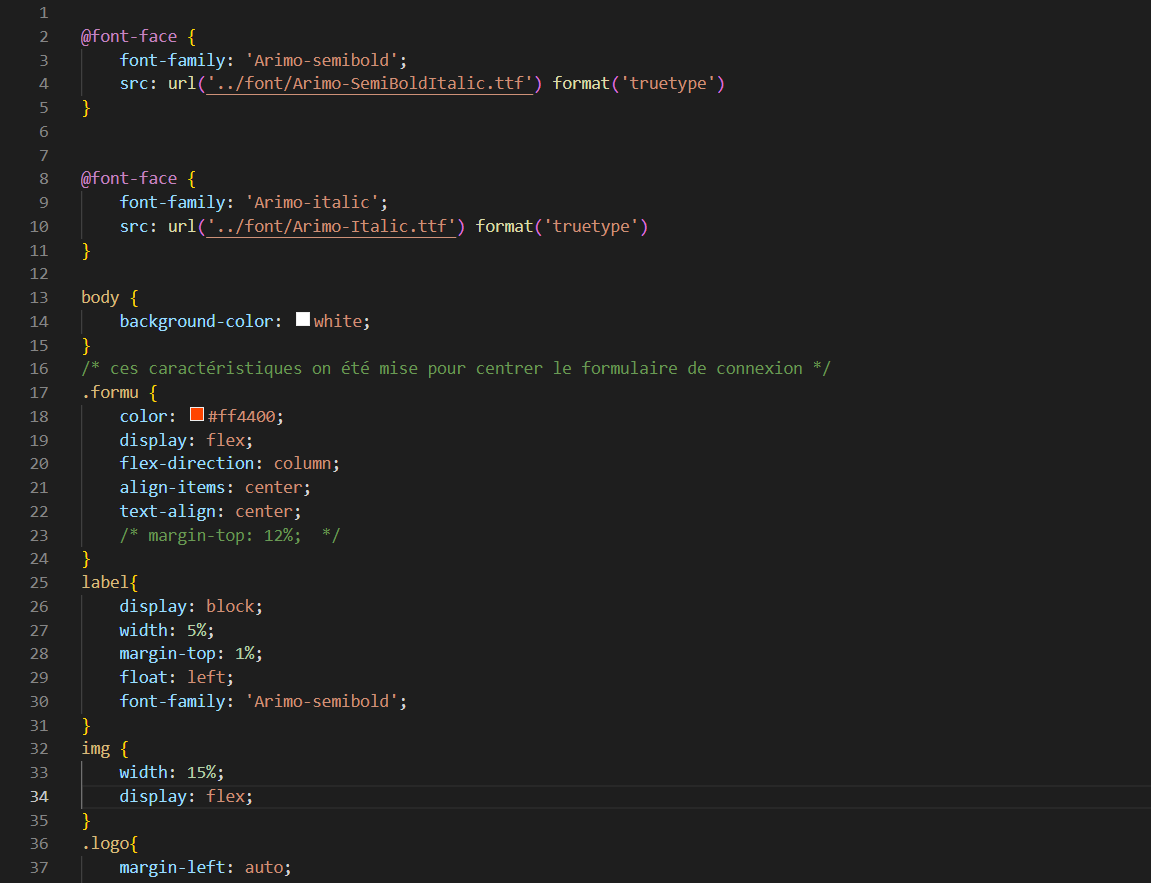 1
2 @font-face {
3 font-family: 'Arimo-semibold';
4 src: url('../font/Arimo-SemiBoldItalic.ttf') format('truetype')
5 }
6
7
8 @font-face {
9 font-family: 'Arimo-italic';
10 src: url('../font/Arimo-Italic.ttf') format('truetype')
11 }
12
13 body {
14 background-color: white;
15 }
16 /* ces caractéristiques on été mise pour centrer le formulaire de connexion */
17 .formu {
18 color: #ff4400;
19 display: flex;
20 flex-direction: column;
21 align-items: center;
22 text-align: center;
23 /* margin-top: 12%;  */
24 }
25 label{
26 display: block;
27 width: 5%;
28 margin-top: 1%;
29 float: left;
30 font-family: 'Arimo-semibold';
31 }
32 img {
33 width: 15%;
34 display: flex;
35 }
36 .logo{
37 margin-left: auto;